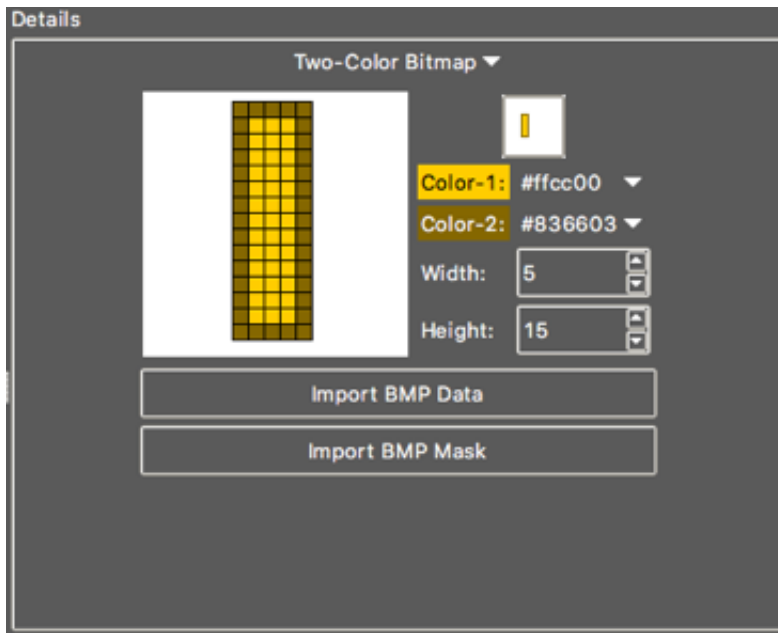 Details
Two-Color Bitmap
Color-1: #ffcc00
Color-2: #836603
Width: 5
Height: 15
Import BMP Data
Import BMP Mask